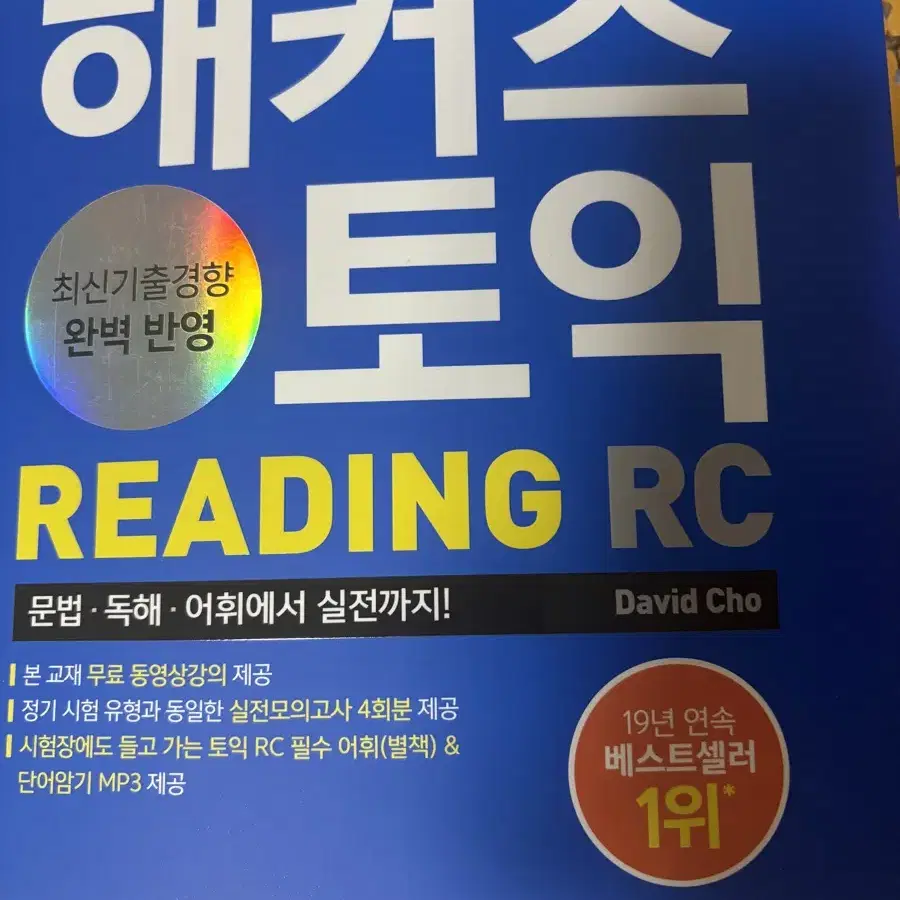 해커스
토익
최신기출경향
완벽 반영
READING RC
문법·독해·어휘에서 실전까지! David Cho
본 교재 무료 동영상강의 제공
정기 시험 유형과 동일한 실전모의고사 4회분 제공
시험장에도 들고 가는 토익 RC 필수 어휘(별책) &
단어암기 MP3 제공
19년 연속
베스트셀러
1위*